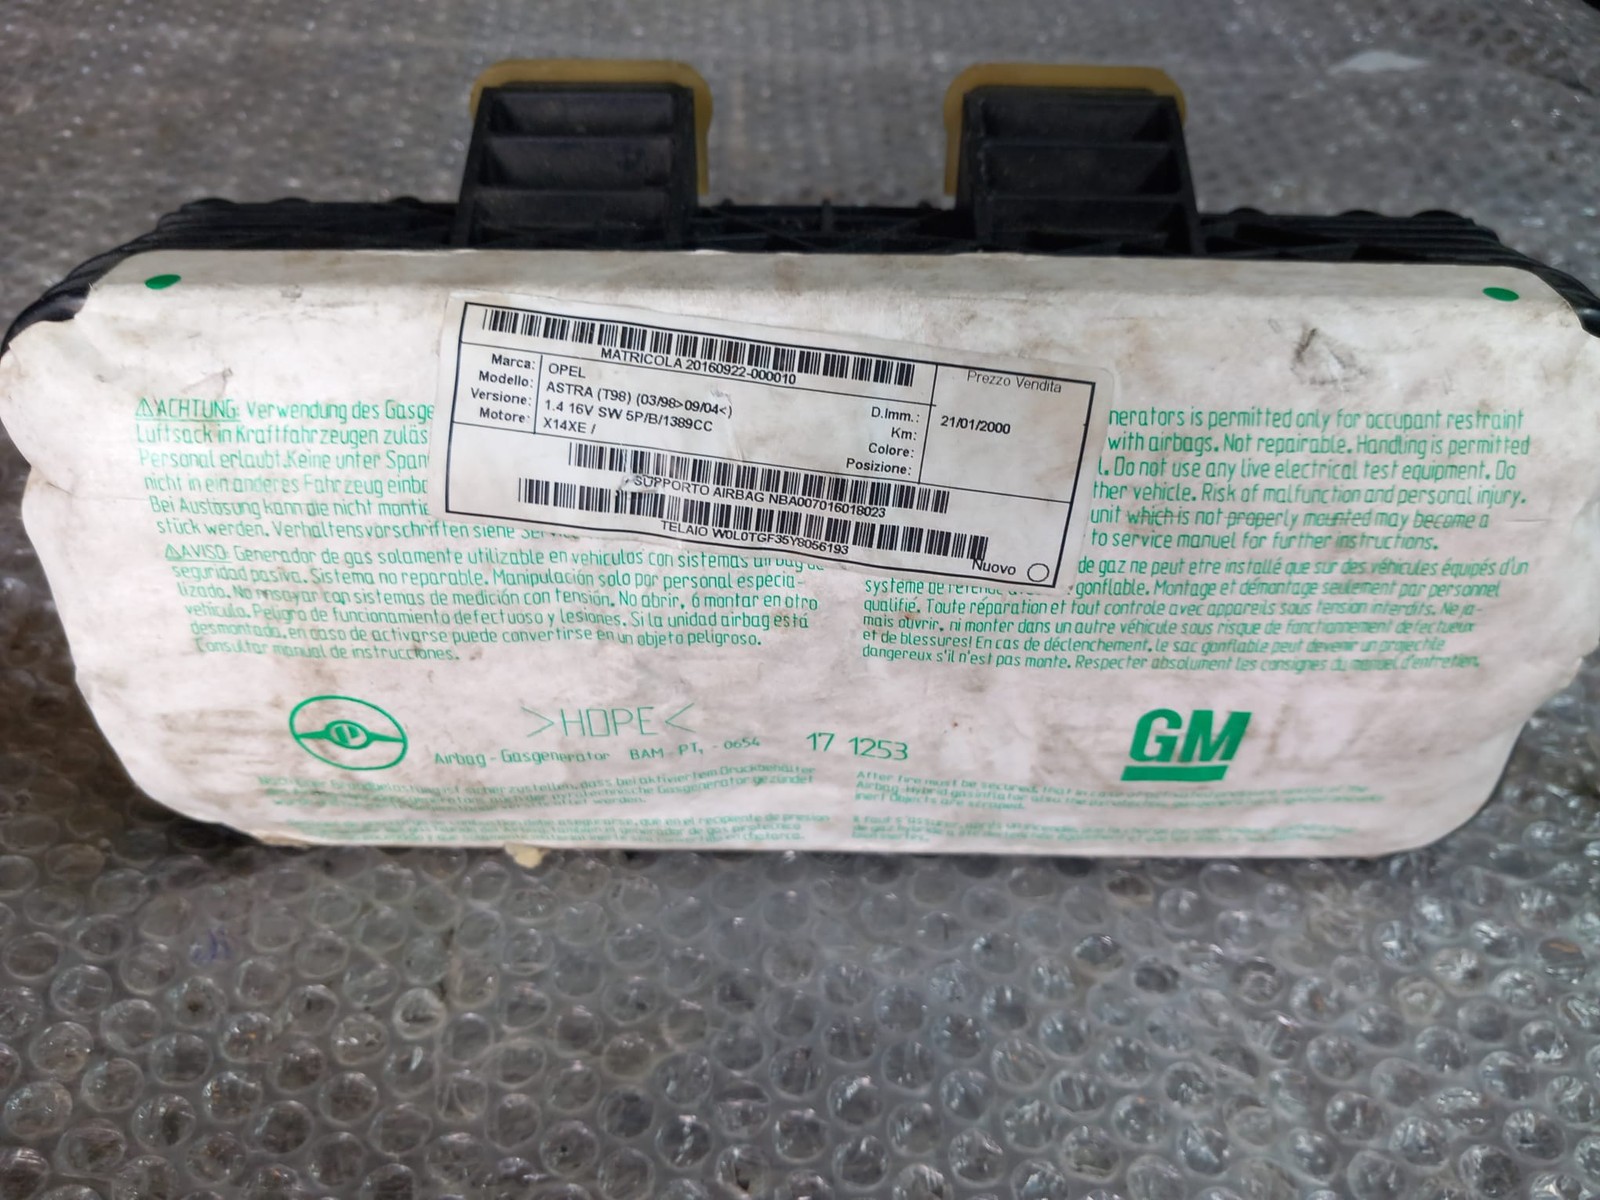 MATRICOLA 20160922-000010
Prezzo Vendita
Marca: OPEL
Modello: ASTRA (T98) (03/98>09/04<)
Versione: 1.4 16V SW 5P/B/1389CC
Motore: X14XE /
D.Imm.: 21/01/2000
Km:
Colore:
Posizione:
SUPPORTO AIRBAG NBA007016018023
TELAIO W0L0TGF35Y8056193
Nuovo
ACHTUNG: Verwendung des Gasge
Luftsack in Kraftfahrzeugen zuläs
Personal erlaubt.Keine unter Span
nicht in ein anderes Fahrzeug einbo
Bei Auslösung kann die nicht montie
stück werden. Verhaltensvorschriften siehe
nerators is permitted only for occupant restraint
with airbags. Not repairable. Handling is permitted
l. Do not use any live electrical test equipment. Do
ther vehicle. Risk of malfunction and personal injury.
unit which is not properly mounted may become a
to service manuel for further instructions.
AVISO: Generador de gas solamente utilizable en vehiculos con sistemas airbag de
seguridad pasiva. Sistema no reparable. Manipulación solo por personal especia-
lizado. No ensayar con sistemas de medición con tensión. No abrir, ó montar en otro
vehiculo. Peligro de funcionamiento defectuoso y lesiones. Si la unidad airbag está
desmontada, en caso de activarse puede convertirse en un objeto peligroso.
Consultar manual de instrucciones.
de gaz ne peut etre installé que sur des véhicules équipés d'un
système de gonflable. Montage et démontage seulement par personnel
qualifié. Toute réparation et tout controle avec appareils sous tension interdits. Ne ja-
mais ouvrir, ni monter dans un autre véhicule sous risque de fonctionnement defectueux
et de blessures! En cas de déclenchement, le sac gonflable peut devenir un projectile
dangereux s'il n'est pas monte. Respecter absolument les consignes du manuel d'entretien.
>HDPE<
Airbag - Gasgenerator BAM - PT, - 0654
17 1253
GM